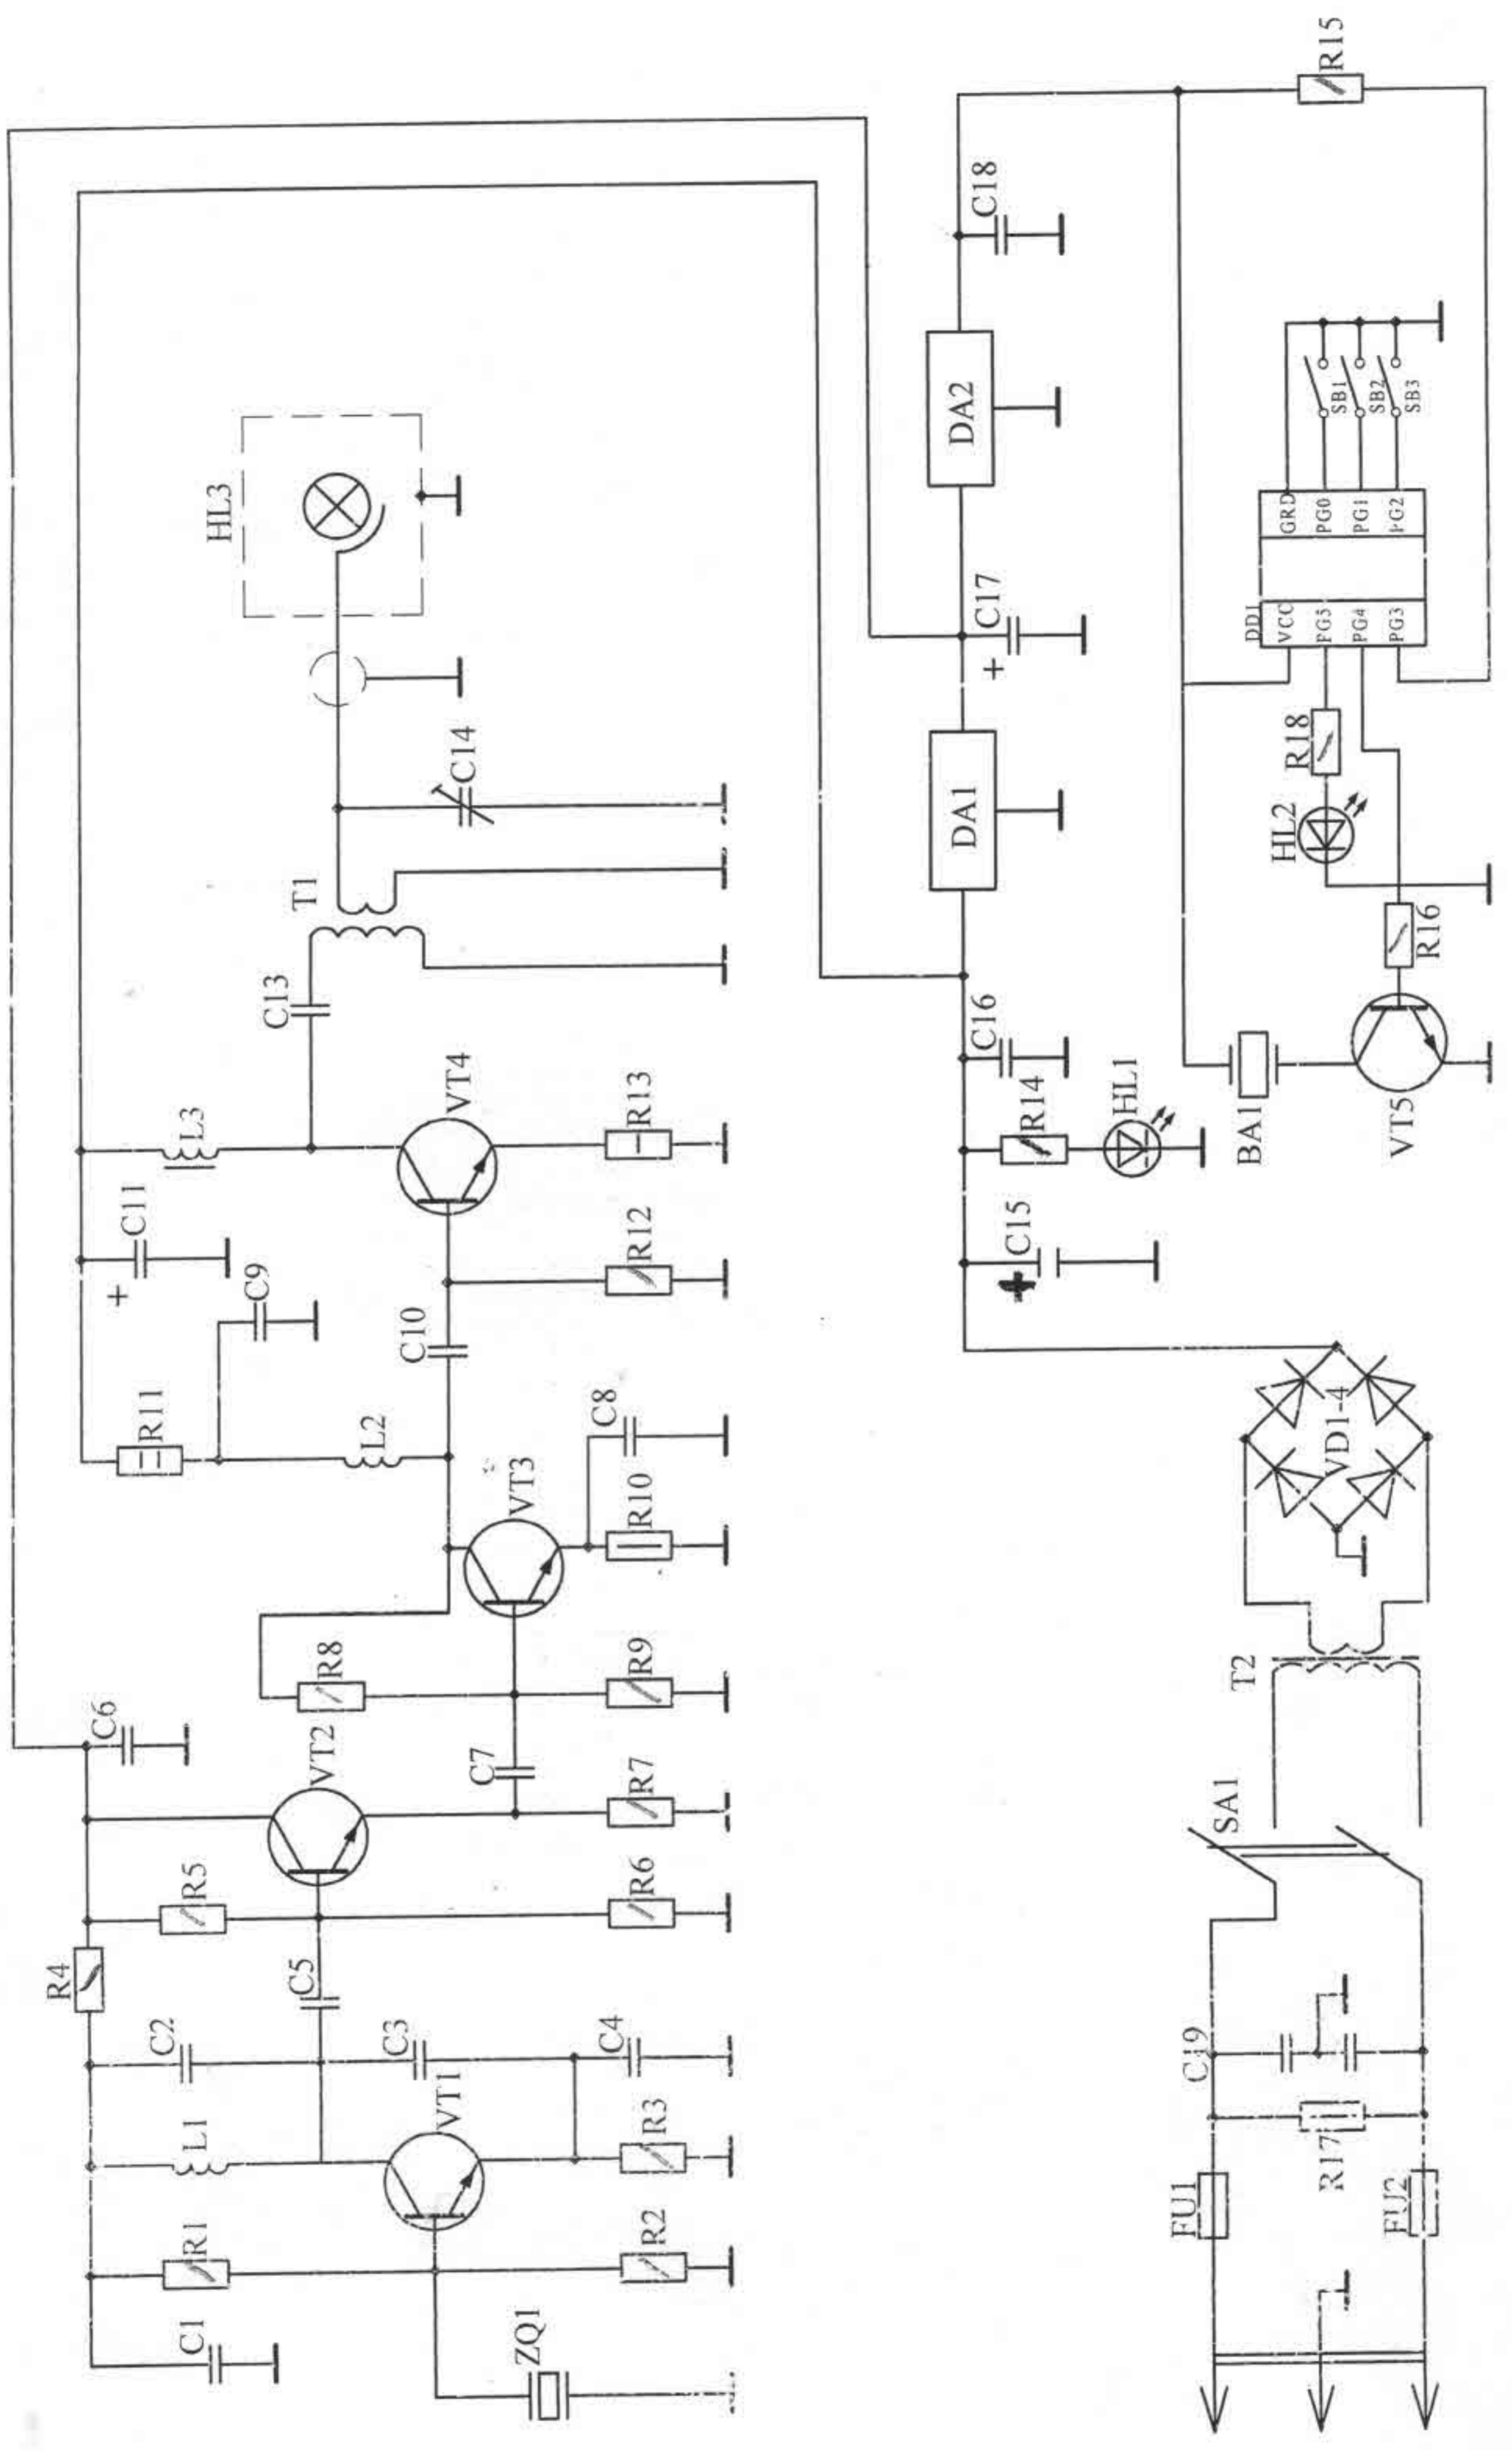 C1
R1
L1
C2
R4
R5
C6
ZQ1
R2
VT1
R3
C3
C4
C5
R6
VT2
R7
C7
R8
R9
VT3
R10
C8
R11
L2
C9
C10
+
C11
R12
L3
VT4
R13
C13
T1
C14
HL3
FU1
FU2
R17
C19
SA1
T2
VD1-4
+
C15
R14
HL1
C16
DA1
+
C17
DA2
C18
BA1
VT5
R16
HL2
R18
DD1
VCC
PG5
PG4
PG3
GRD
PG0
PG1
PG2
SB1
SB2
SB3
R15